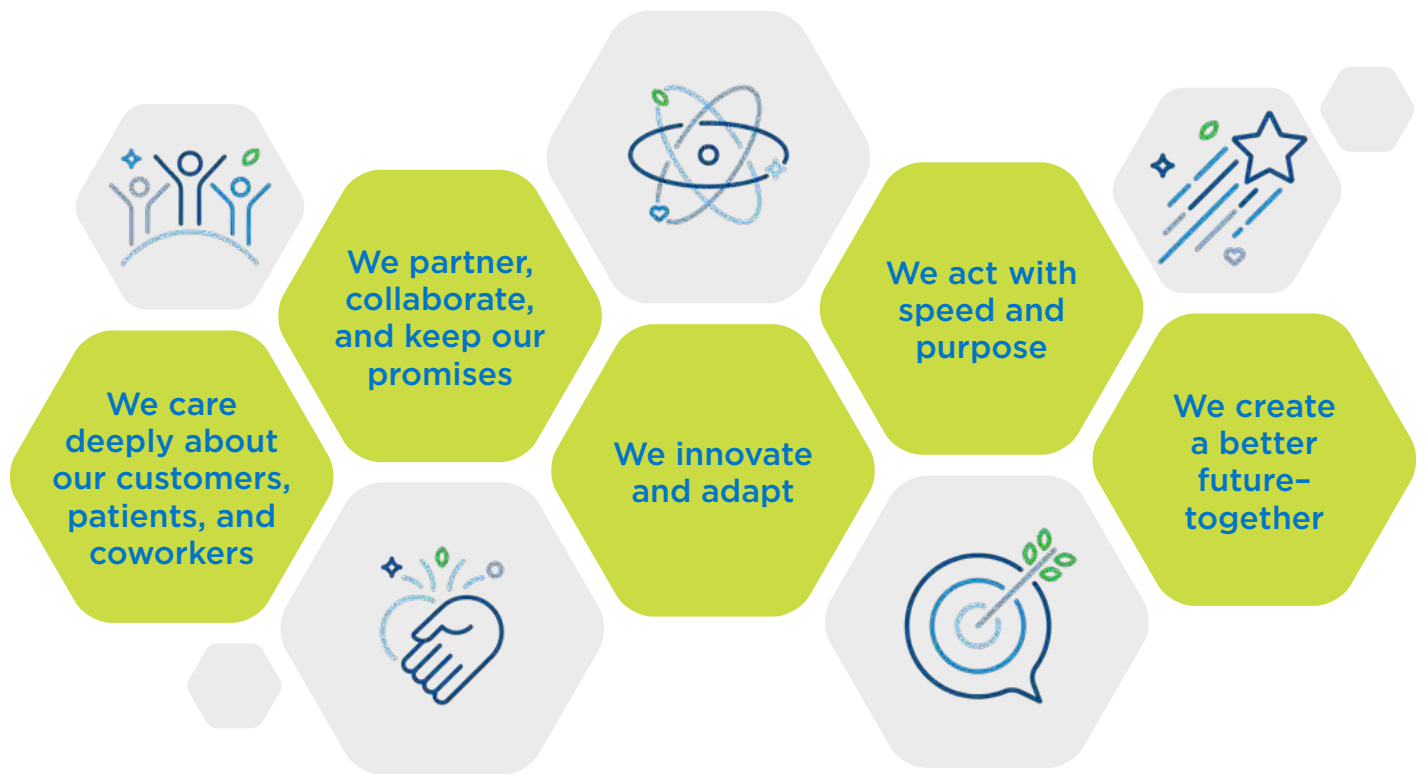 We care
deeply about
our customers,
patients, and
coworkers
We partner,
collaborate,
and keep our
promises
We innovate
and adapt
We act with
speed and
purpose
We create
a better
future–
together